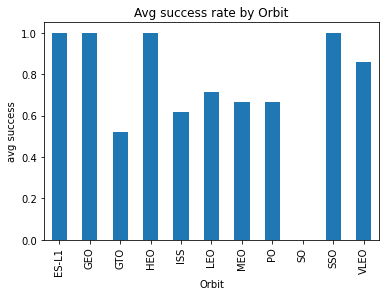 Avg success rate by Orbit
avg success
1.0
0.8
0.6
0.4
0.2
0.0
ES-L1
GEO
GTO
HEO
ISS
LEO
MEO
PO
SO
SSO
VLEO
Orbit